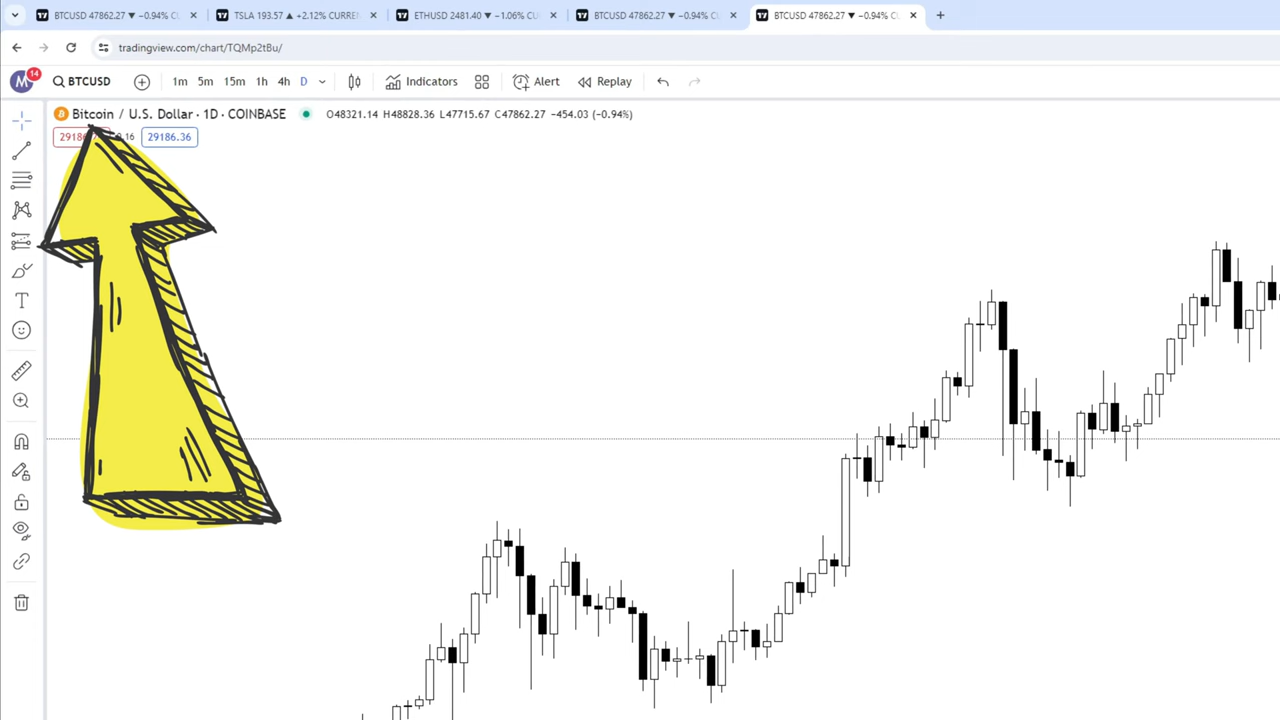 BTCUSD 47862.27 ▼ −0.94% CU
TSLA 193.57 ▲ +2.12% CURRE
ETHUSD 2481.40 ▼ −1.06% CU
BTCUSD 47862.27 ▼ −0.94% CU
BTCUSD 47862.27 ▼ −0.94% CU
tradingview.com/chart/TQMp2tBu/
M 14 BTCUSD 1m 5m 15m 1h 4h D Indicators Alert Replay
Bitcoin / U.S. Dollar · 1D · COINBASE O48321.14 H48828.36 L47715.67 C47862.27 −454.03 (−0.94%)
29186.36
T